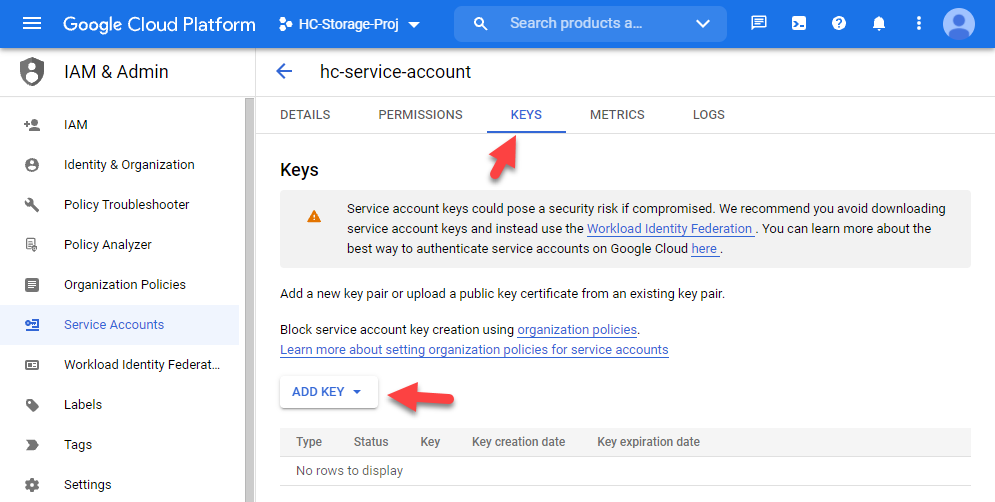 Google Cloud Platform
HC-Storage-Proj
Search products a...
IAM & Admin
hc-service-account
DETAILS PERMISSIONS KEYS METRICS LOGS
IAM
Identity & Organization
Policy Troubleshooter
Policy Analyzer
Organization Policies
Service Accounts
Workload Identity Federat...
Labels
Tags
Settings
Keys
Service account keys could pose a security risk if compromised. We recommend you avoid downloading
service account keys and instead use the Workload Identity Federation . You can learn more about the
best way to authenticate service accounts on Google Cloud here .
Add a new key pair or upload a public key certificate from an existing key pair.
Block service account key creation using organization policies.
Learn more about setting organization policies for service accounts
ADD KEY
Type Status Key Key creation date Key expiration date
No rows to display